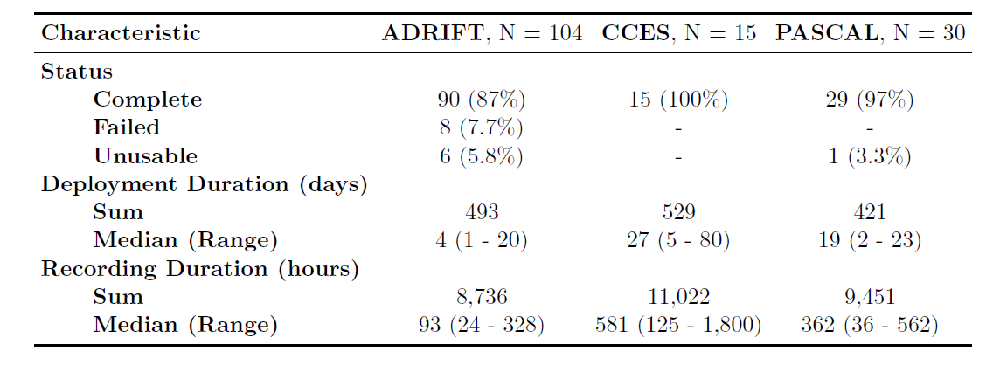 Characteristic ADRIFT, N = 104 CCES, N = 15 PASCAL, N = 30
Status
Complete 90 (87%) 15 (100%) 29 (97%)
Failed 8 (7.7%) - -
Unusable 6 (5.8%) - 1 (3.3%)
Deployment Duration (days)
Sum 493 529 421
Median (Range) 4 (1 - 20) 27 (5 - 80) 19 (2 - 23)
Recording Duration (hours)
Sum 8,736 11,022 9,451
Median (Range) 93 (24 - 328) 581 (125 - 1,800) 362 (36 - 562)